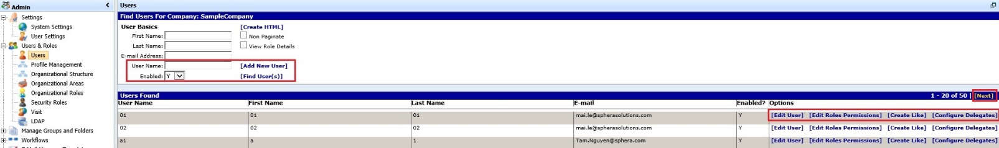 Admin
Settings
System Settings
User Settings
Users & Roles
Users
Profile Management
Organizational Structure
Organizational Areas
Organizational Roles
Security Roles
Visit
LDAP
Manage Groups and Folders
Workflows
Users
Find Users For Company: SampleCompany
User Basics [Create HTML]
First Name: Non Paginate
Last Name: View Role Details
E-mail Address:
User Name: [Add New User]
Enabled: Y [Find User(s)]
Users Found 1 - 20 of 50 | [Next]
User Name First Name Last Name E-mail Enabled? Options
01 01 01 mai.le@spherasolutions.com Y [Edit User] [Edit Roles Permissions] [Create Like] [Configure Delegates]
02 02 02 mai.le@spherasolutions.com Y [Edit User] [Edit Roles Permissions] [Create Like] [Configure Delegates]
a1 a 1 Tam.Nguyen@sphera.com Y [Edit User] [Edit Roles Permissions] [Create Like] [Configure Delegates]